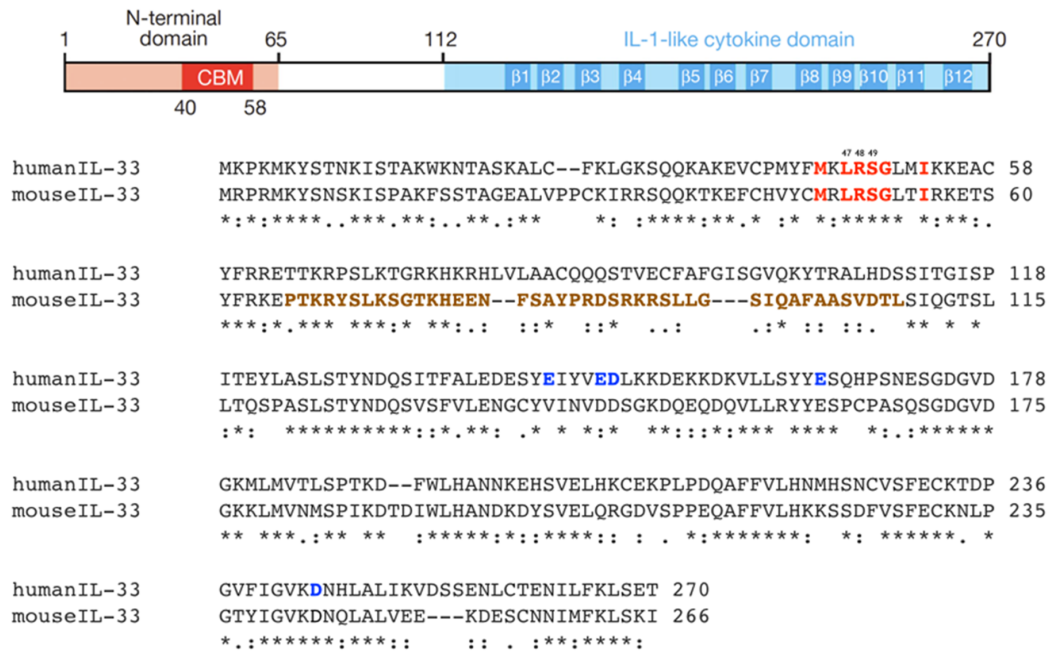 N-terminal
domain
1 65 112 IL-1-like cytokine domain 270
CBM β1 β2 β3 β4 β5 β6 β7 β8 β9 β10 β11 β12
40 58
47 48 49
humanIL-33 MKPKMKYSTNKISTAKWKNTASKALC--FKLGKSQQKAKEVCPMYFMKLRSGLMIKKEAC 58
mouseIL-33 MRPRMKYSNSKISPAKFSSTAGEALVPPCKIRRSQQKTKEFCHVYCMRLRSGLTIRKETS 60
*:*:****..***.**..**.:** *: :****:**.* :* *:***** *:**:.
humanIL-33 YFRRETTKRPSLKTGRKHKRHLVLAACQQQSTVECFAFGISGVQKYTRALHDSSITGISP 118
mouseIL-33 YFRKEPTKRYSLKSGTKHEEN--FSAYPRDSRKRSLLG---SIQAFAASVDTLSIQGTSL 115
***:*.*** ***:* **:.. ::* ::* ..: .:* :: ::. ** * *
humanIL-33 ITEYLASLSTYNDQSITFALEDESYEIYVEDLKKDEKKDKVLLSYYESQHPSNESGDGVD 178
mouseIL-33 LTQSPASLSTYNDQSVSFVLENGCYVINVDDSGKDQEQDQVLLRYYESPCPASQSGDGVD 175
:*: **********::*.**: .* * *:* **:::*:*** **** *:.:******
humanIL-33 GKMLMVTLSPTKD--FWLHANNKEHSVELHKCEKPLPDQAFFVLHNMHSNCVSFECKTDP 236
mouseIL-33 GKKLMVNMSPIKDTDIWLHANDKDYSVELQRGDVSPPEQAFFVLHKKSSDFVSFECKNLP 235
** ***.:** ** :*****:*::****:: : . *:*******: *: ******. *
humanIL-33 GVFIGVKDNHLALIKVDSSENLCTENILFKLSET 270
mouseIL-33 GTYIGVKDNQLALVEE---KDESCNNIMFKLSKI 266
*.:******:***:: :: . :**:****: